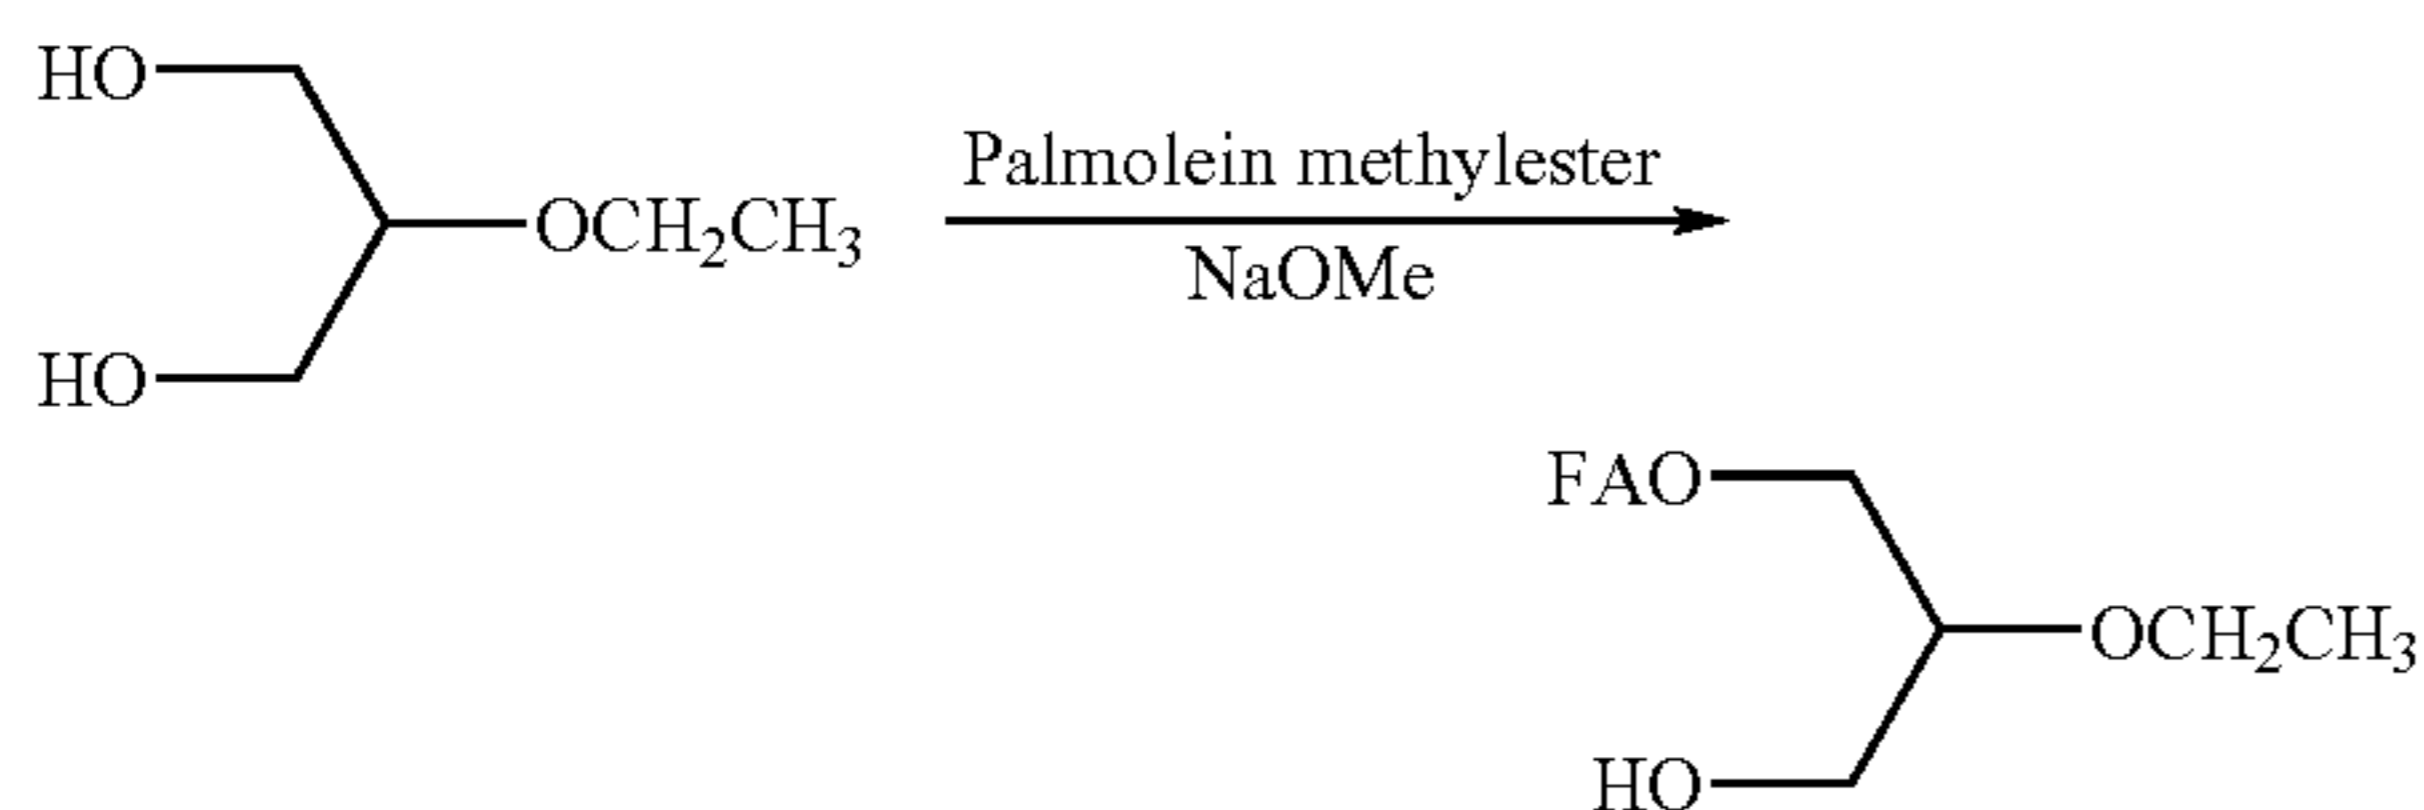 HO
Palmolein methylester
OCH₂CH₃
NaOMe
HO
FAO
OCH₂CH₃
HO